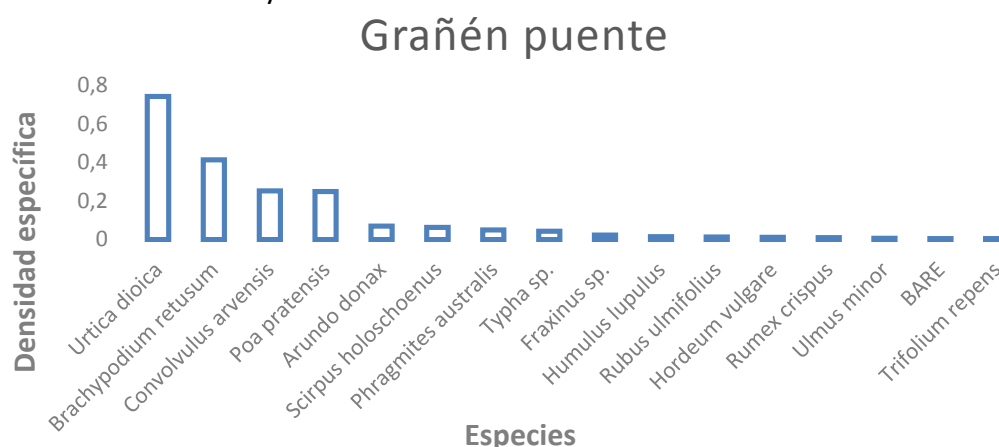 Grañén puente
Densidad específica
0,8
0,6
0,4
0,2
0
Urtica dioica
Brachypodium retusum
Convolvulus arvensis
Poa pratensis
Arundo donax
Scirpus holoschoenus
Phragmites australis
Typha sp.
Fraxinus sp.
Humulus lupulus
Rubus ulmifolius
Hordeum vulgare
Rumex crispus
Ulmus minor
BARE
Trifolium repens
Especies